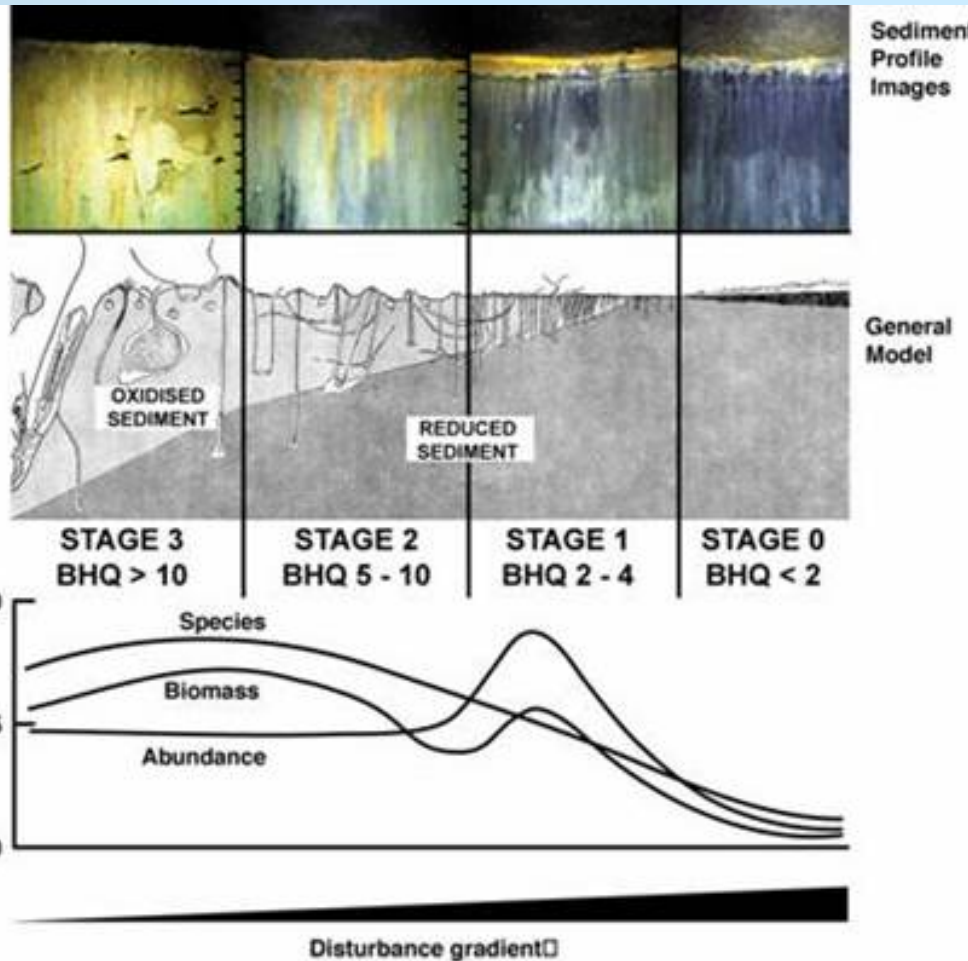 Sediment
Profile
Images
General
Model
OXIDISED
SEDIMENT
REDUCED
SEDIMENT
STAGE 3
BHQ > 10
STAGE 2
BHQ 5 - 10
STAGE 1
BHQ 2 - 4
STAGE 0
BHQ < 2
Species
Biomass
Abundance
Disturbance gradient□